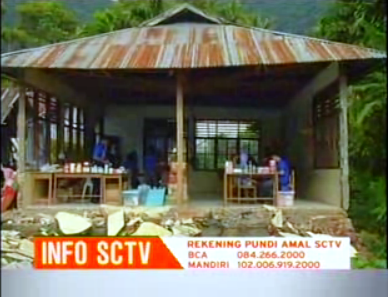 INFO SCTV
REKENING PUNDI AMAL SCTV
BCA 084.266.2000
MANDIRI 102.006.919.2000